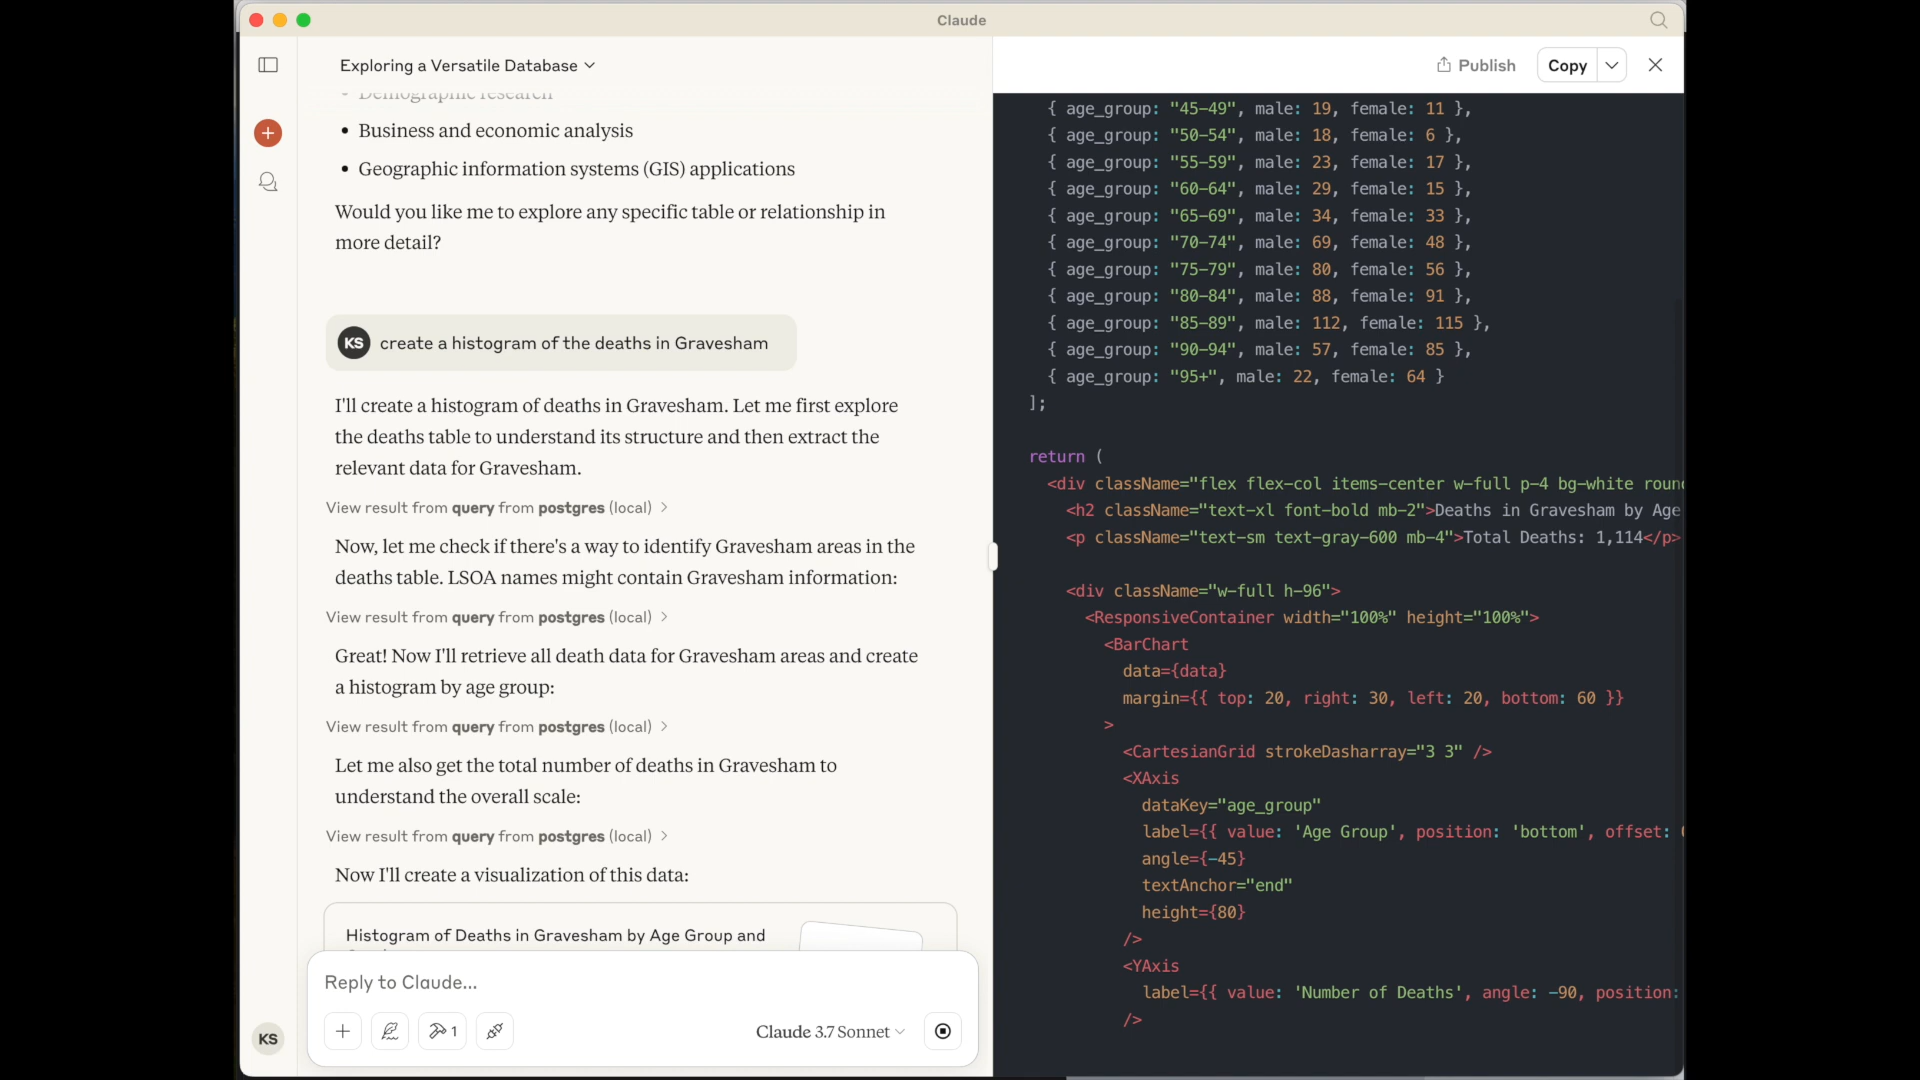 Claude
Exploring a Versatile Database
- Demographic research
• Business and economic analysis
• Geographic information systems (GIS) applications
Would you like me to explore any specific table or relationship in
more detail?
KS create a histogram of the deaths in Gravesham
I'll create a histogram of deaths in Gravesham. Let me first explore
the deaths table to understand its structure and then extract the
relevant data for Gravesham.
View result from query from postgres (local)
Now, let me check if there's a way to identify Gravesham areas in the
deaths table. LSOA names might contain Gravesham information:
View result from query from postgres (local)
Great! Now I'll retrieve all death data for Gravesham areas and create
a histogram by age group:
View result from query from postgres (local)
Let me also get the total number of deaths in Gravesham to
understand the overall scale:
View result from query from postgres (local)
Now I'll create a visualization of this data:
Histogram of Deaths in Gravesham by Age Group and
Reply to Claude...
1
Claude 3.7 Sonnet
KS
Publish
Copy
{ age_group: "45–49", male: 19, female: 11 },
{ age_group: "50–54", male: 18, female: 6 },
{ age_group: "55–59", male: 23, female: 17 },
{ age_group: "60–64", male: 29, female: 15 },
{ age_group: "65–69", male: 34, female: 33 },
{ age_group: "70–74", male: 69, female: 48 },
{ age_group: "75–79", male: 80, female: 56 },
{ age_group: "80–84", male: 88, female: 91 },
{ age_group: "85–89", male: 112, female: 115 },
{ age_group: "90–94", male: 57, female: 85 },
{ age_group: "95+", male: 22, female: 64 }
];
return (
<div className="flex flex-col items-center w-full p-4 bg-white roun
<h2 className="text-xl font-bold mb-2">Deaths in Gravesham by Age
<p className="text-sm text-gray-600 mb-4">Total Deaths: 1,114</p>
<div className="w-full h-96">
<ResponsiveContainer width="100%" height="100%">
<BarChart
data={data}
margin={{ top: 20, right: 30, left: 20, bottom: 60 }}
>
<CartesianGrid strokeDasharray="3 3" />
<XAxis
dataKey="age_group"
label={{ value: 'Age Group', position: 'bottom', offset:
angle={–45}
textAnchor="end"
height={80}
/>
<YAxis
label={{ value: 'Number of Deaths', angle: –90, position:
/>